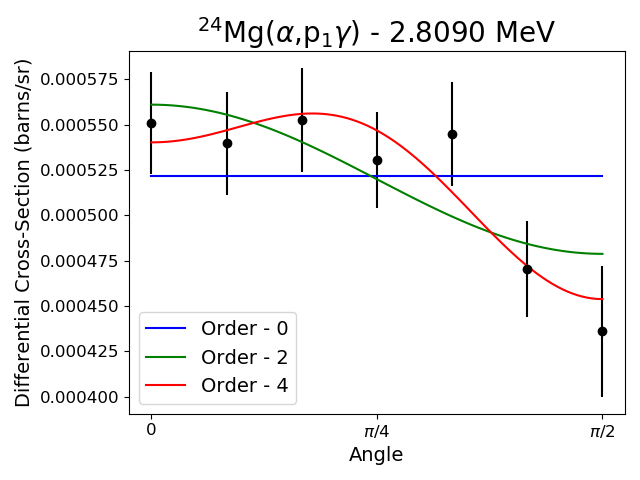 ²⁴Mg(α,p₁γ) - 2.8090 MeV
Differential Cross-Section (barns/sr)
0.000575
0.000550
0.000525
0.000500
0.000475
0.000450
0.000425
0.000400
Order - 0
Order - 2
Order - 4
0 π/4 π/2
Angle